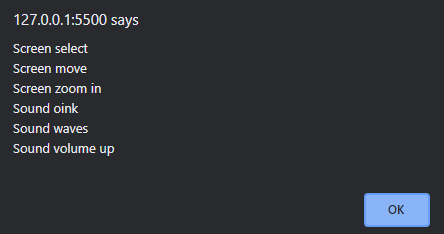 127.0.0.1:5500 says
Screen select
Screen move
Screen zoom in
Sound oink
Sound waves
Sound volume up
OK